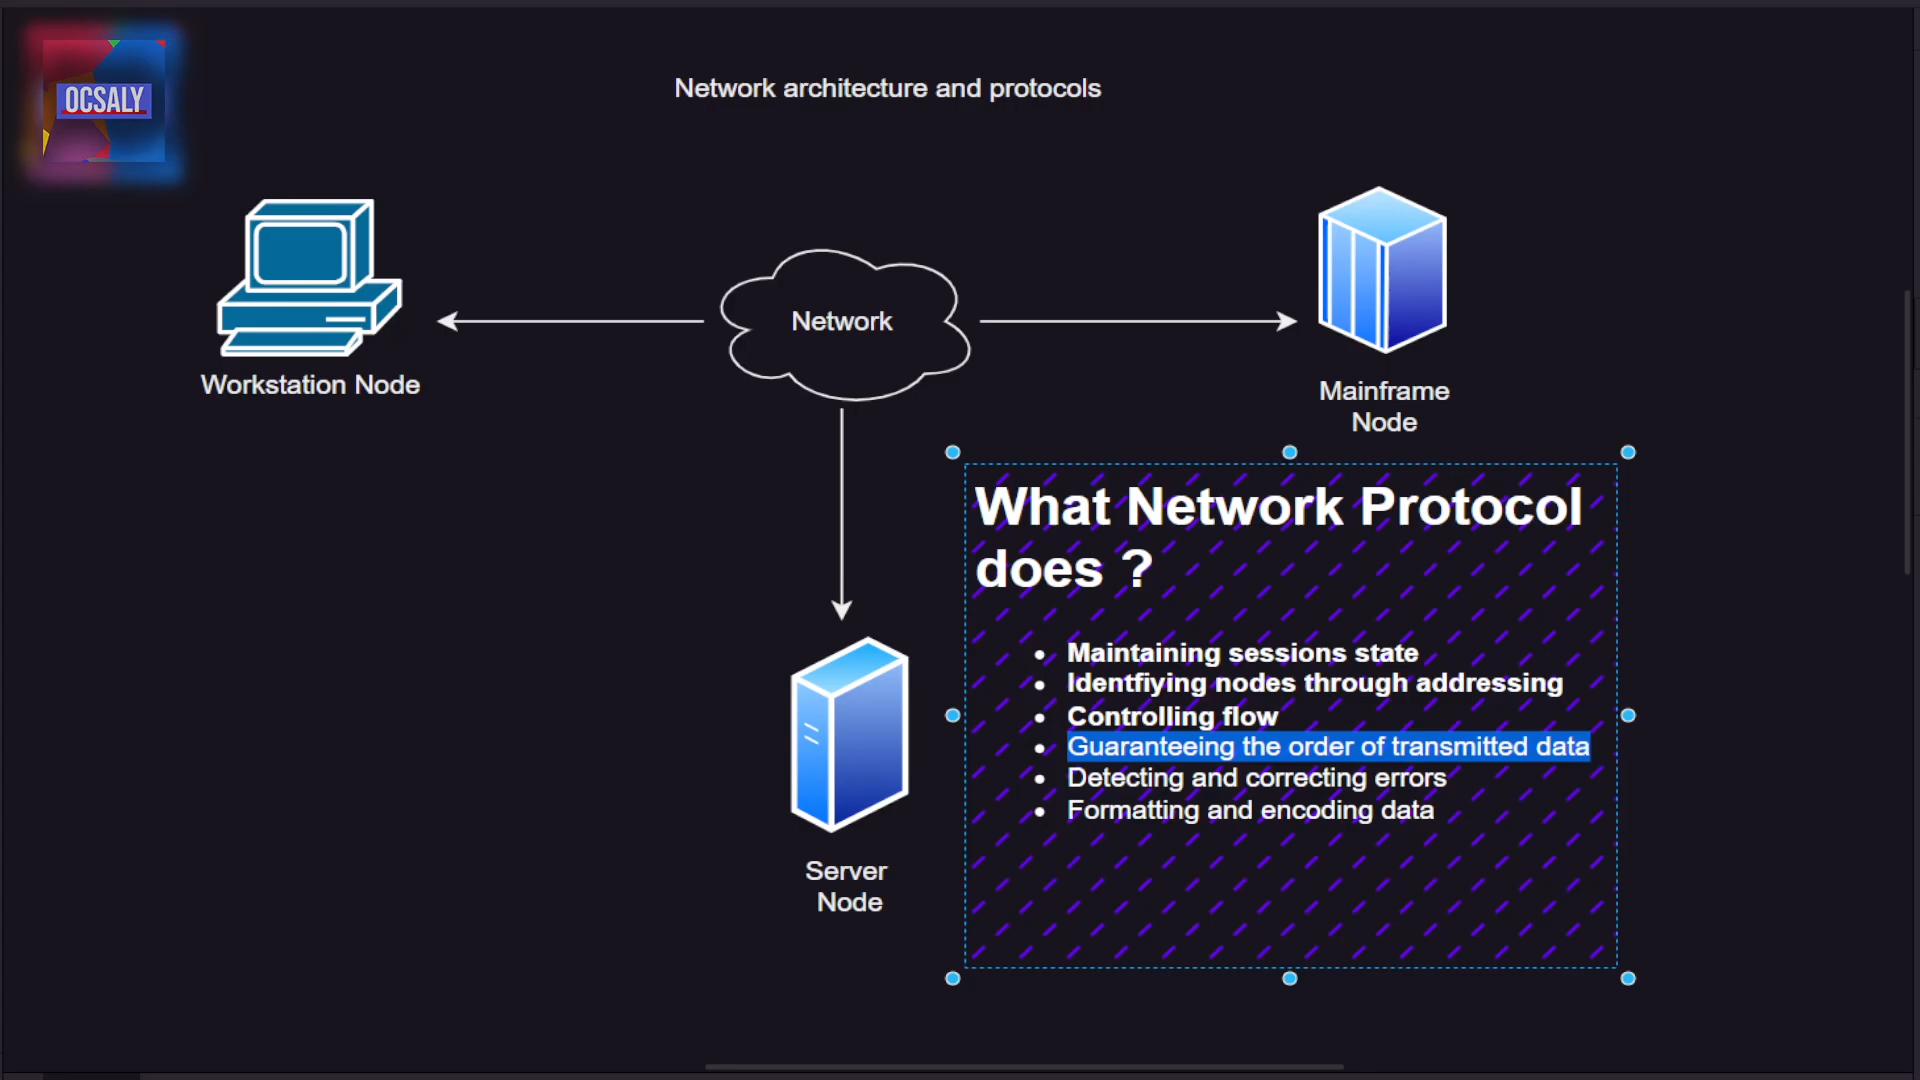 OCSALY
Network architecture and protocols
Network
Workstation Node
Mainframe
Node
What Network Protocol
does ?
Maintaining sessions state
Identfiying nodes through addressing
Controlling flow
Guaranteeing the order of transmitted data
Detecting and correcting errors
Formatting and encoding data
Server
Node